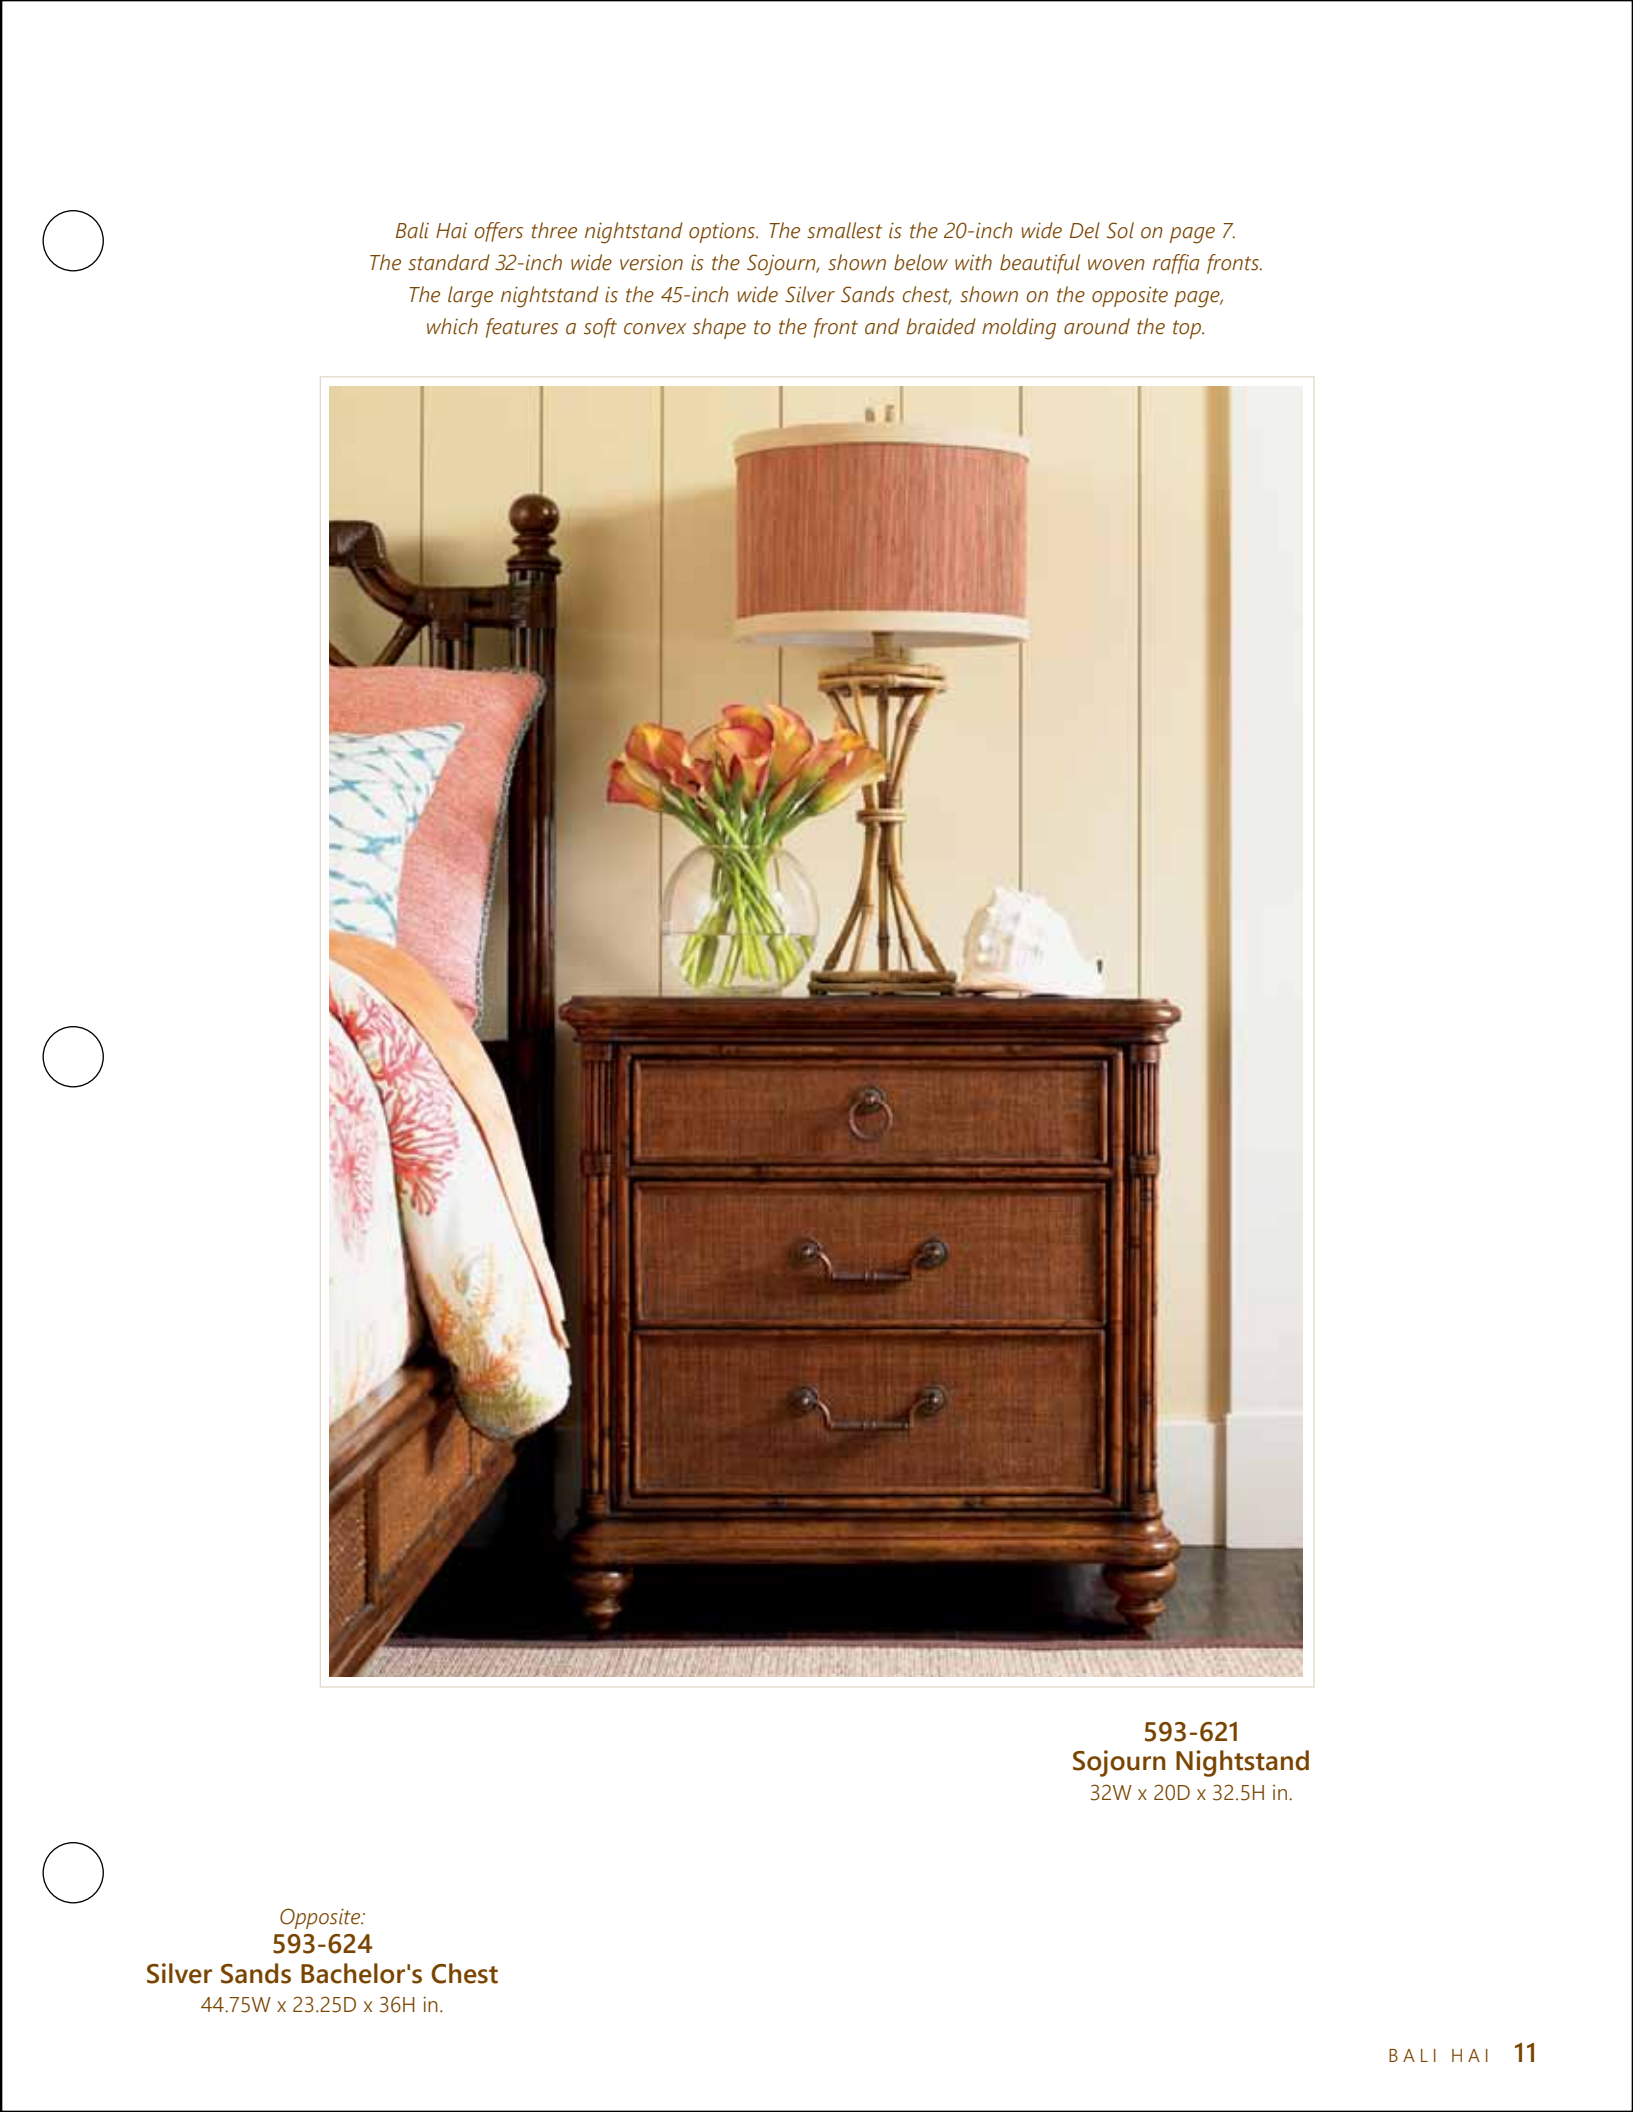 Bali Hai offers three nightstand options. The smallest is the 20-inch wide Del Sol on page 7.
The standard 32-inch wide version is the Sojourn, shown below with beautiful woven raffia fronts.
The large nightstand is the 45-inch wide Silver Sands chest, shown on the opposite page,
which features a soft convex shape to the front and braided molding around the top.
593-621
Sojourn Nightstand
32W x 20D x 32.5H in.
Opposite:
593-624
Silver Sands Bachelor's Chest
44.75W x 23.25D x 36H in.
BALI HAI 11